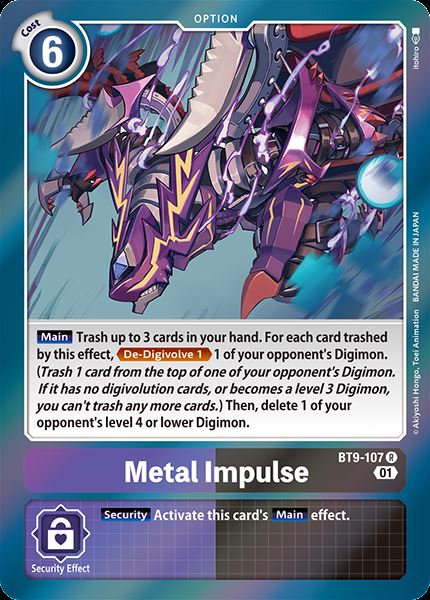 OPTION
Cost
6
itohiro
© Akiyoshi Hongo, Toei Animation BANDAI MADE IN JAPAN
Main Trash up to 3 cards in your hand. For each card trashed
by this effect, De-Digivolve 1 1 of your opponent's Digimon.
(Trash 1 card from the top of one of your opponent's Digimon.
If it has no digivolution cards, or becomes a level 3 Digimon,
you can't trash any more cards.) Then, delete 1 of your
opponent's level 4 or lower Digimon.
Metal Impulse
BT9-107 R
01
Security Activate this card's Main effect.
Security Effect